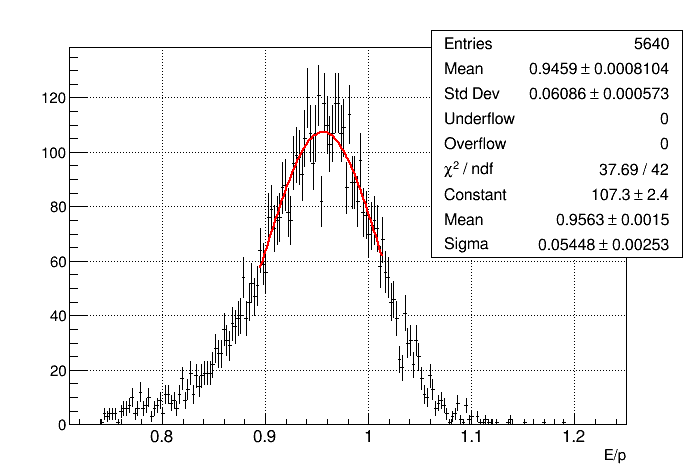 Entries 5640
Mean 0.9459 ± 0.0008104
Std Dev 0.06086 ± 0.000573
Underflow 0
Overflow 0
χ² / ndf 37.69 / 42
Constant 107.3 ± 2.4
Mean 0.9563 ± 0.0015
Sigma 0.05448 ± 0.00253
120
100
80
60
40
20
0
0.8 0.9 1 1.1 1.2
E/p